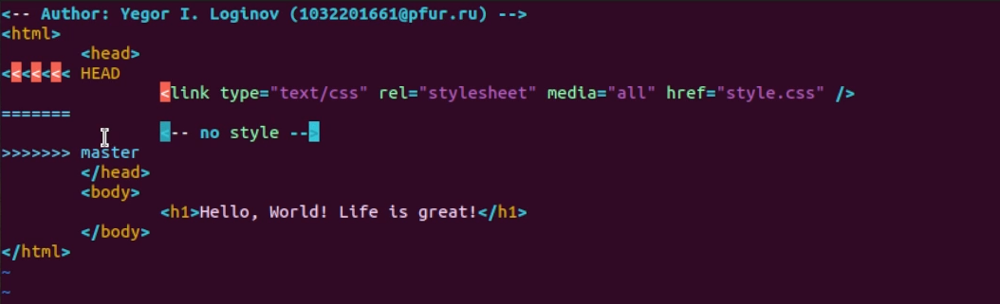 <-- Author: Yegor I. Loginov (1032201661@pfur.ru) -->
<html>
        <head>
<<<<<<< HEAD
                <link type="text/css" rel="stylesheet" media="all" href="style.css" />
=======
                <-- no style -->
>>>>>>> master
        </head>
        <body>
                <h1>Hello, World! Life is great!</h1>
        </body>
</html>
~
~